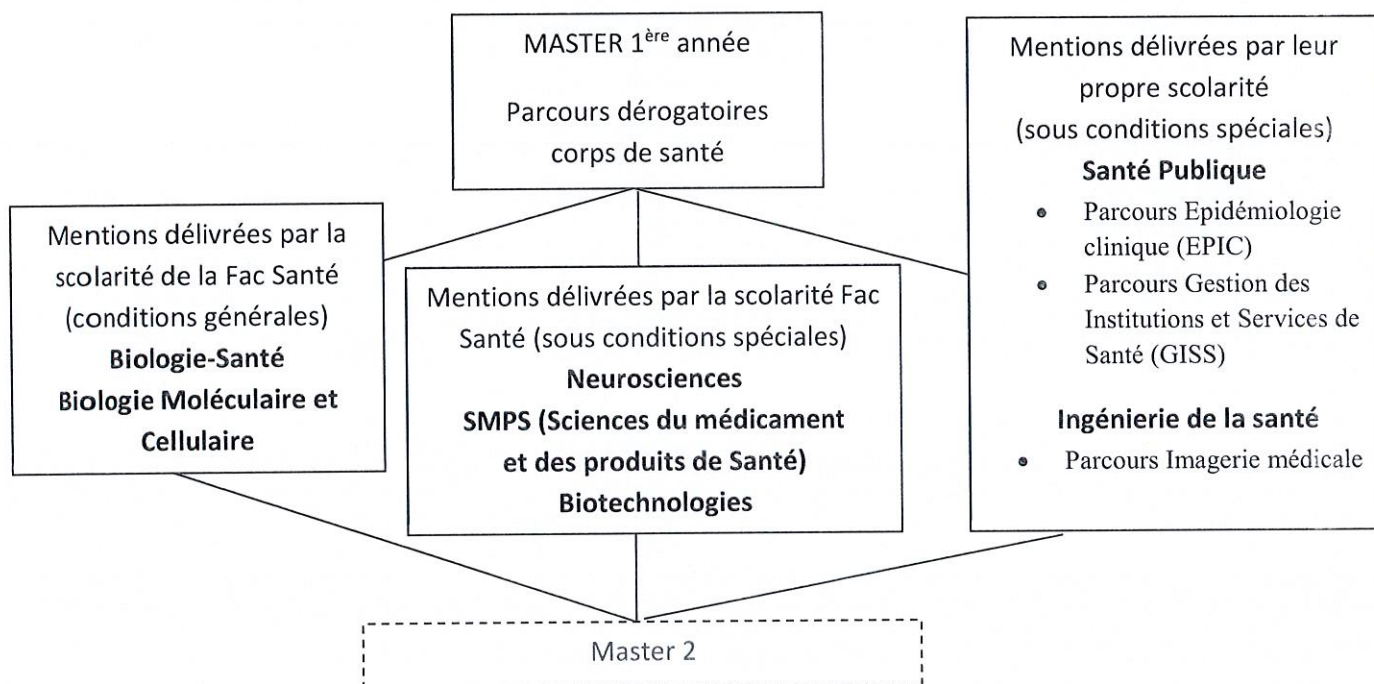 MASTER 1ère année
Parcours dérogatoires
corps de santé
Mentions délivrées par la
scolarité de la Fac Santé
(conditions générales)
Biologie-Santé
Biologie Moléculaire et
Cellulaire
Mentions délivrées par la scolarité Fac
Santé (sous conditions spéciales)
Neurosciences
SMPS (Sciences du médicament
et des produits de Santé)
Biotechnologies
Mentions délivrées par leur
propre scolarité
(sous conditions spéciales)
Santé Publique
• Parcours Epidémiologie
clinique (EPIC)
• Parcours Gestion des
Institutions et Services de
Santé (GISS)
Ingénierie de la santé
• Parcours Imagerie médicale
Master 2